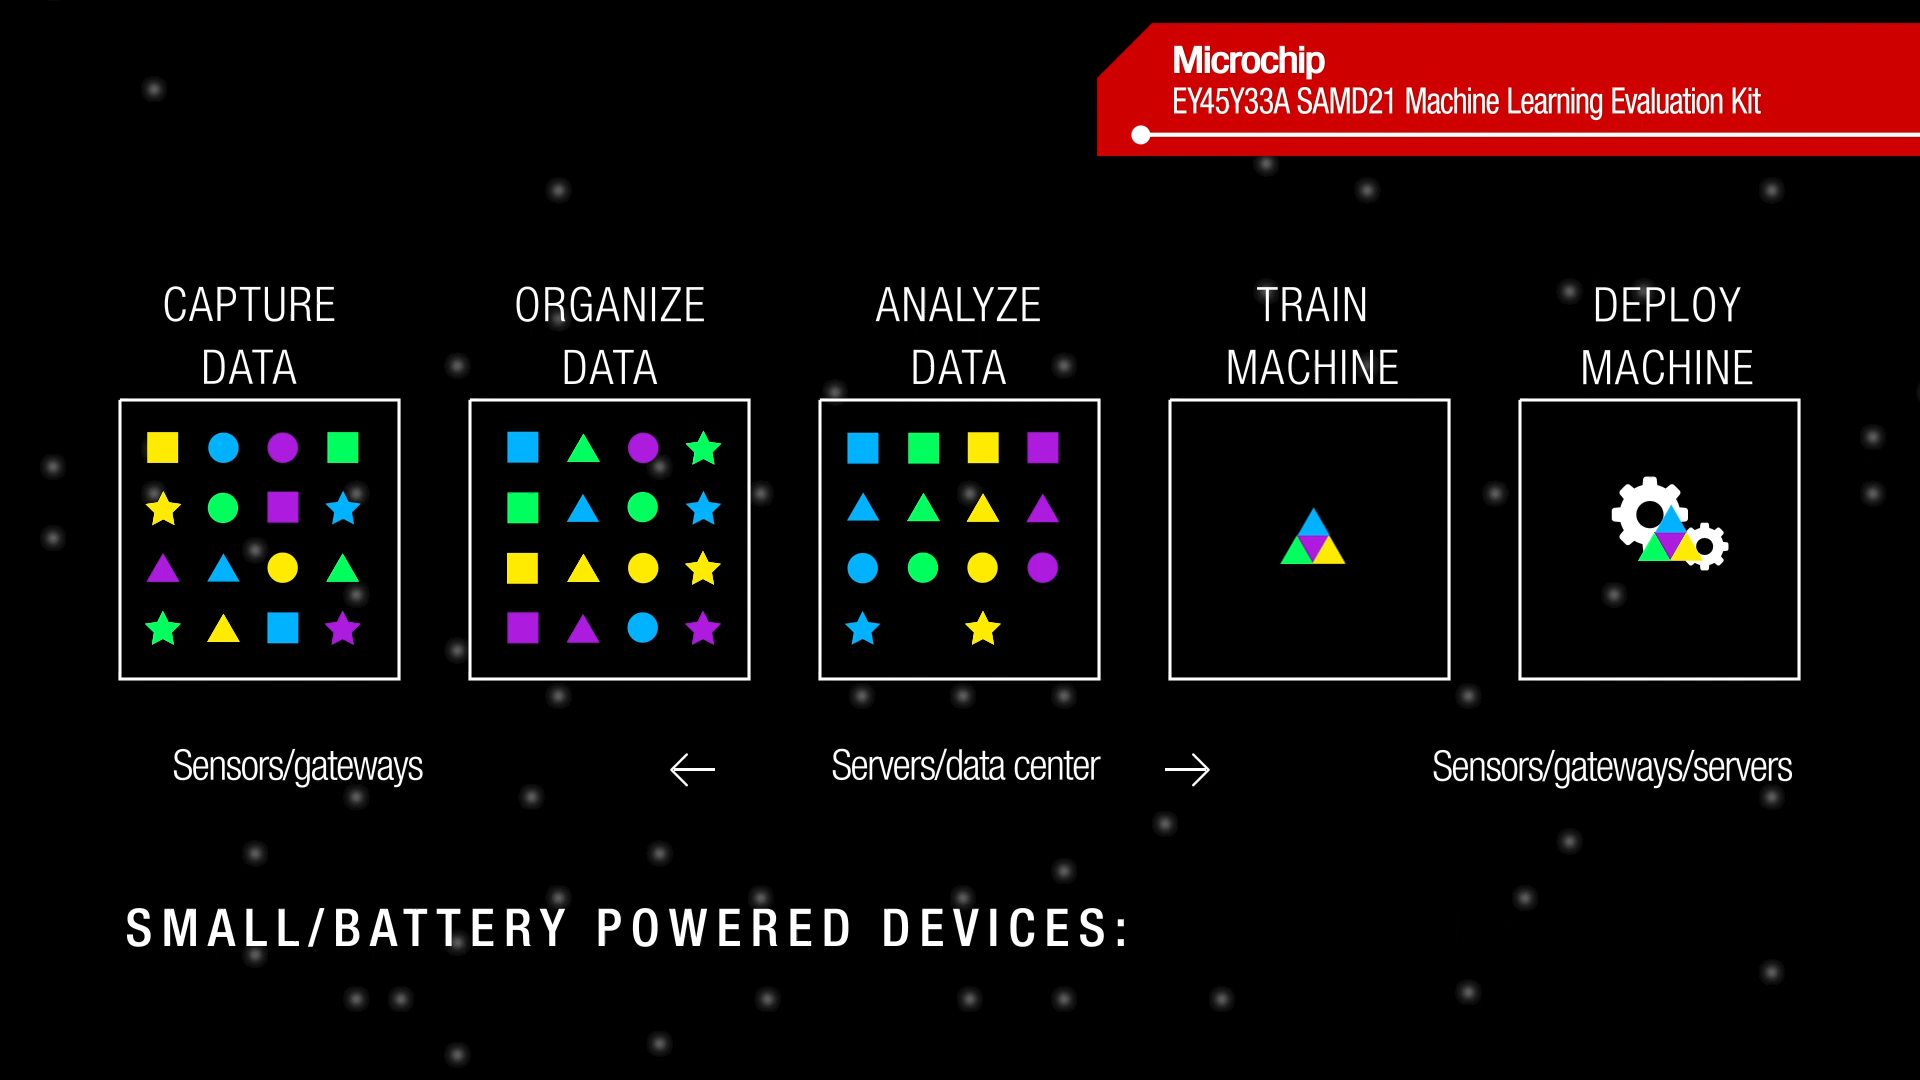 Microchip
EY45Y33A SAMD21 Machine Learning Evaluation Kit
CAPTURE
DATA
ORGANIZE
DATA
ANALYZE
DATA
TRAIN
MACHINE
DEPLOY
MACHINE
Sensors/gateways
←
Servers/data center
→
Sensors/gateways/servers
SMALL/BATTERY POWERED DEVICES: